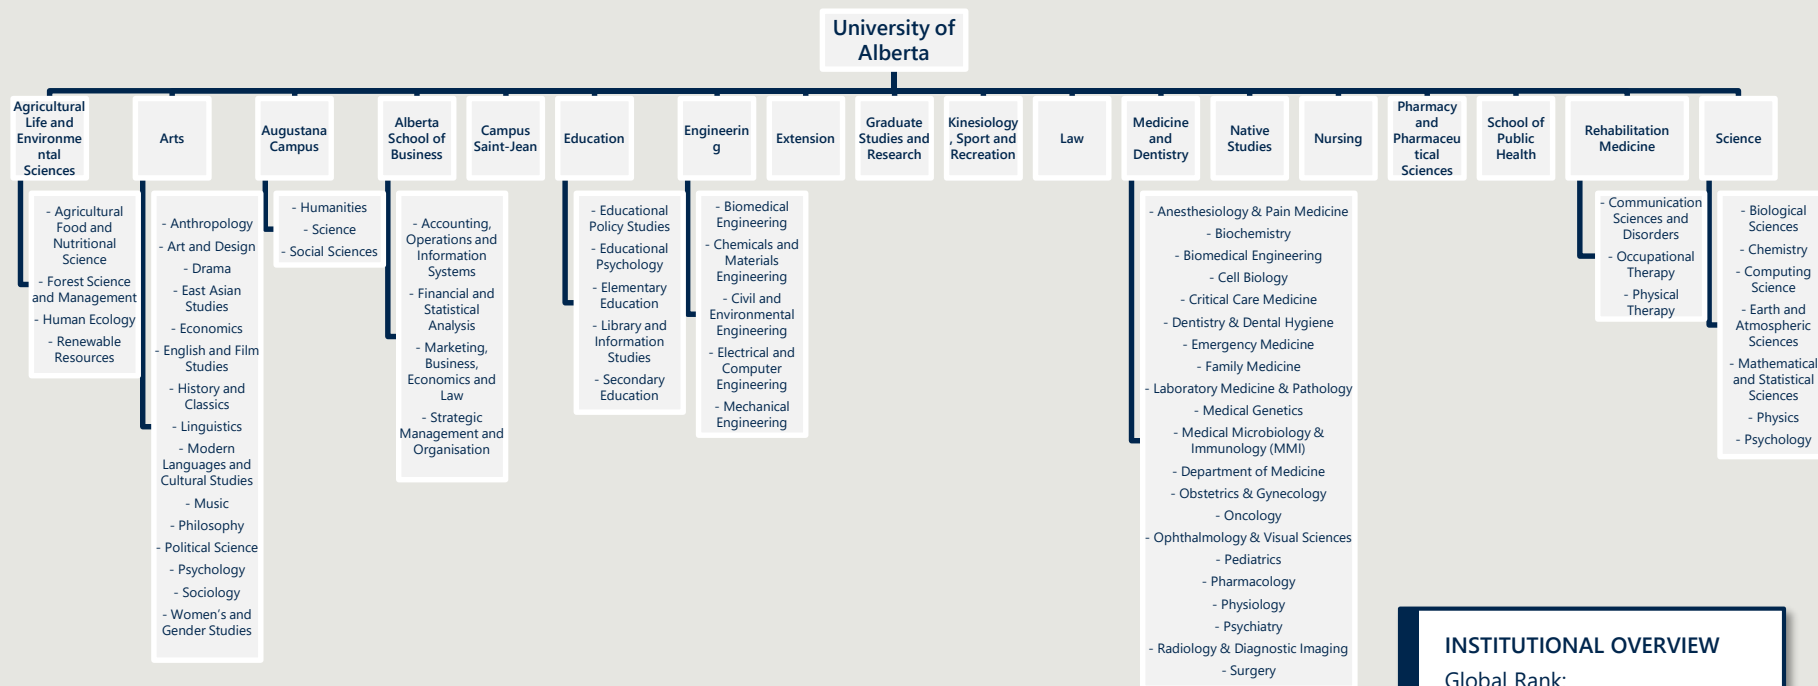 University of
Alberta
Agricultural
Life and
Environme
ntal
Sciences
Arts
Augustana
Campus
Alberta
School of
Business
Campus
Saint-Jean
Education
Engineerin
g
Extension
Graduate
Studies and
Research
Kinesiology
, Sport and
Recreation
Law
Medicine
and
Dentistry
Native
Studies
Nursing
Pharmacy
and
Pharmaceu
tical
Sciences
School of
Public
Health
Rehabilitation
Medicine
Science
- Agricultural
Food and
Nutritional
Science
- Forest Science
and Management
- Human Ecology
- Renewable
Resources
- Anthropology
- Art and Design
- Drama
- East Asian
Studies
- Economics
- English and Film
Studies
- History and
Classics
- Linguistics
- Modern
Languages and
Cultural Studies
- Music
- Philosophy
- Political Science
- Psychology
- Sociology
- Women's and
Gender Studies
- Humanities
- Science
- Social Sciences
- Accounting,
Operations and
Information
Systems
- Financial and
Statistical
Analysis
- Marketing,
Business,
Economics and
Law
- Strategic
Management and
Organisation
- Educational
Policy Studies
- Educational
Psychology
- Elementary
Education
- Library and
Information
Studies
- Secondary
Education
- Biomedical
Engineering
- Chemicals and
Materials
Engineering
- Civil and
Environmental
Engineering
- Electrical and
Computer
Engineering
- Mechanical
Engineering
- Anesthesiology & Pain Medicine
- Biochemistry
- Biomedical Engineering
- Cell Biology
- Critical Care Medicine
- Dentistry & Dental Hygiene
- Emergency Medicine
- Family Medicine
- Laboratory Medicine & Pathology
- Medical Genetics
- Medical Microbiology &
Immunology (MMI)
- Department of Medicine
- Obstetrics & Gynecology
- Oncology
- Ophthalmology & Visual Sciences
- Pediatrics
- Pharmacology
- Physiology
- Psychiatry
- Radiology & Diagnostic Imaging
- Surgery
- Communication
Sciences and
Disorders
- Occupational
Therapy
- Physical
Therapy
- Biological
Sciences
- Chemistry
- Computing
Science
- Earth and
Atmospheric
Sciences
- Mathematical
and Statistical
Sciences
- Physics
- Psychology
INSTITUTIONAL OVERVIEW
Global Rank: